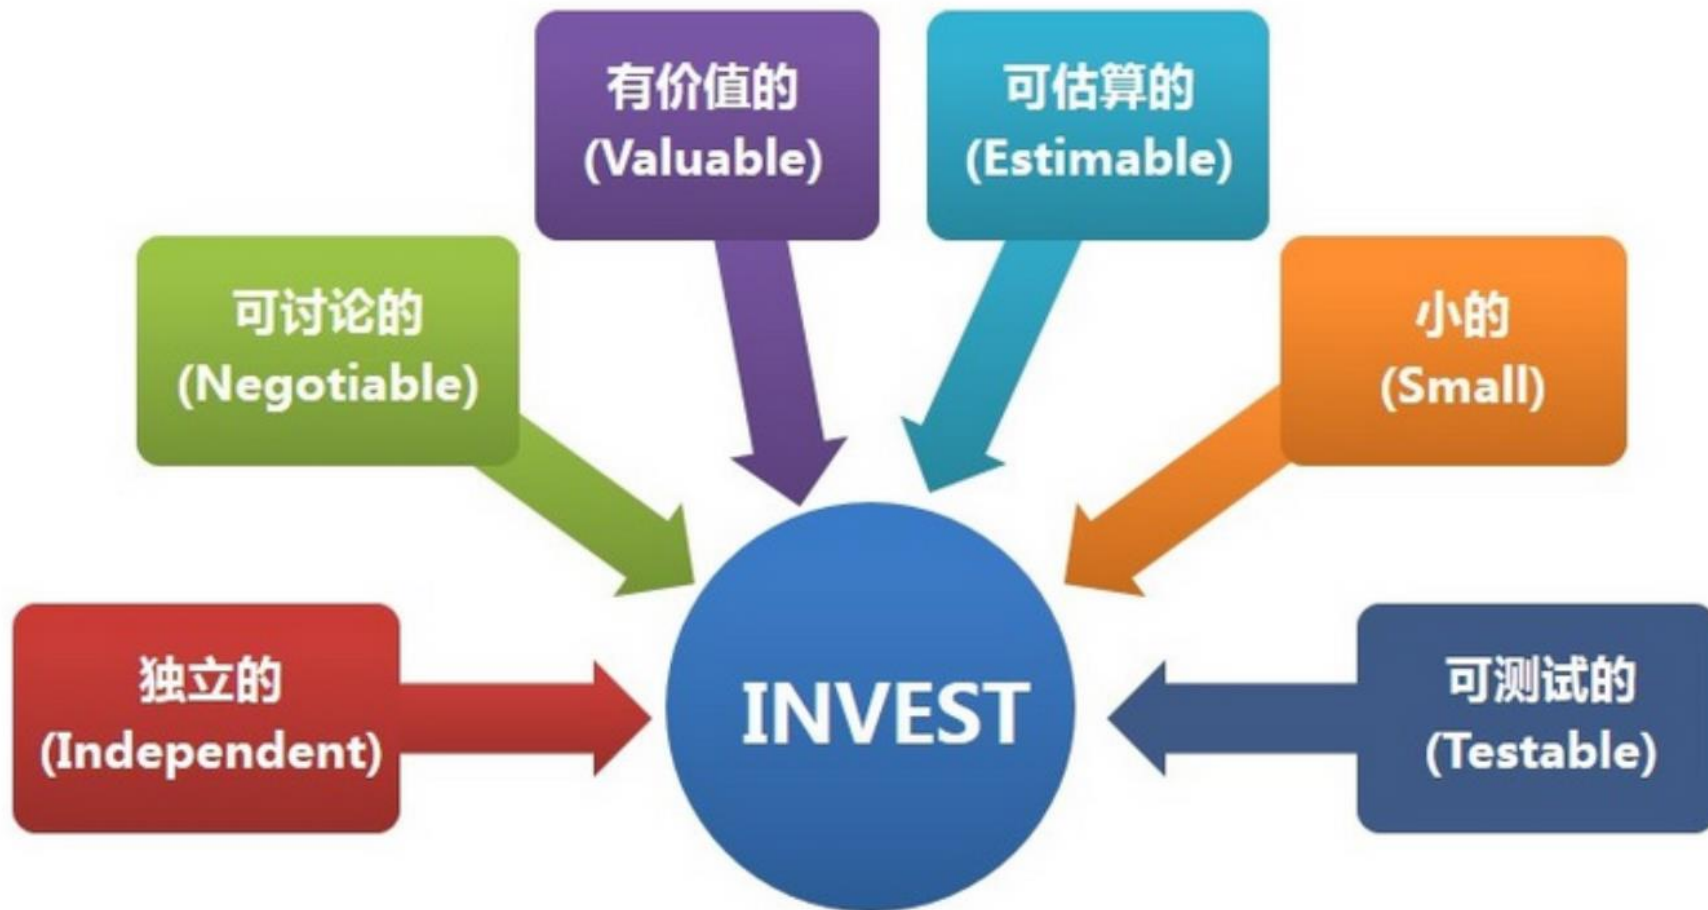 有价值的
(Valuable)
可估算的
(Estimable)
可讨论的
(Negotiable)
小的
(Small)
独立的
(Independent)
INVEST
可测试的
(Testable)